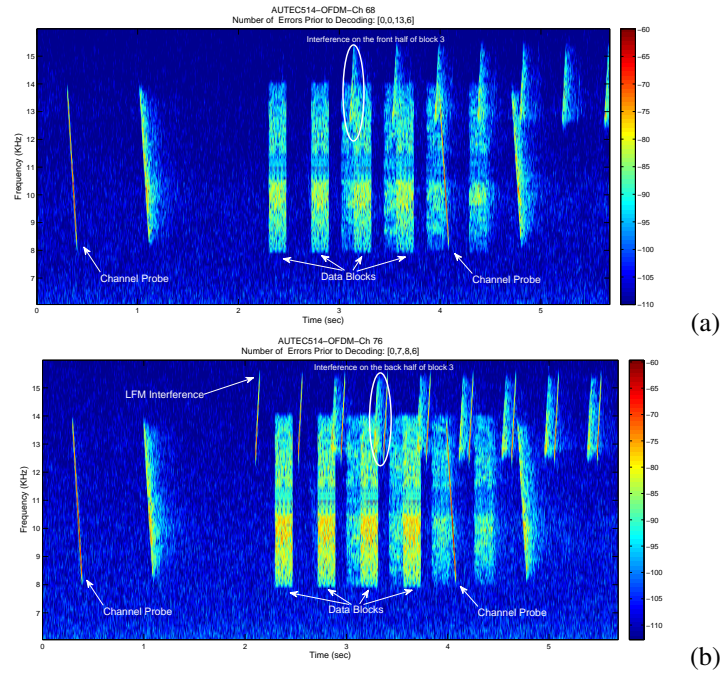 AUTEC514-OFDM-Ch 68
Number of Errors Prior to Decoding: [0,0,13,6]
Interference on the front half of block 3
Frequency (KHz)
15
14
13
12
11
10
9
8
7
6
Channel Probe
Data Blocks
Channel Probe
0 1 2 3 4 5
Time (sec)
-60
-65
-70
-75
-80
-85
-90
-95
-100
-105
-110
(a)
AUTEC514-OFDM-Ch 76
Number of Errors Prior to Decoding: [0,7,8,6]
Interference on the back half of block 3
LFM Interference
Frequency (KHz)
15
14
13
12
11
10
9
8
7
6
Channel Probe
Data Blocks
Channel Probe
0 1 2 3 4 5
Time (sec)
-60
-65
-70
-75
-80
-85
-90
-95
-100
-105
-110
(b)